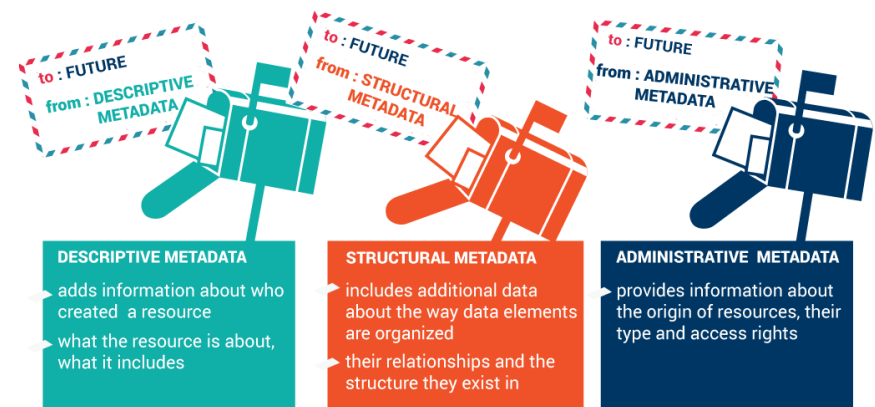 to : FUTURE
from : DESCRIPTIVE
METADATA
to : FUTURE
from : STRUCTURAL
METADATA
to : FUTURE
from : ADMINISTRATIVE
METADATA
DESCRIPTIVE METADATA
adds information about who
created a resource
what the resource is about,
what it includes
STRUCTURAL METADATA
includes additional data
about the way data elements
are organized
their relationships and the
structure they exist in
ADMINISTRATIVE METADATA
provides information about
the origin of resources, their
type and access rights